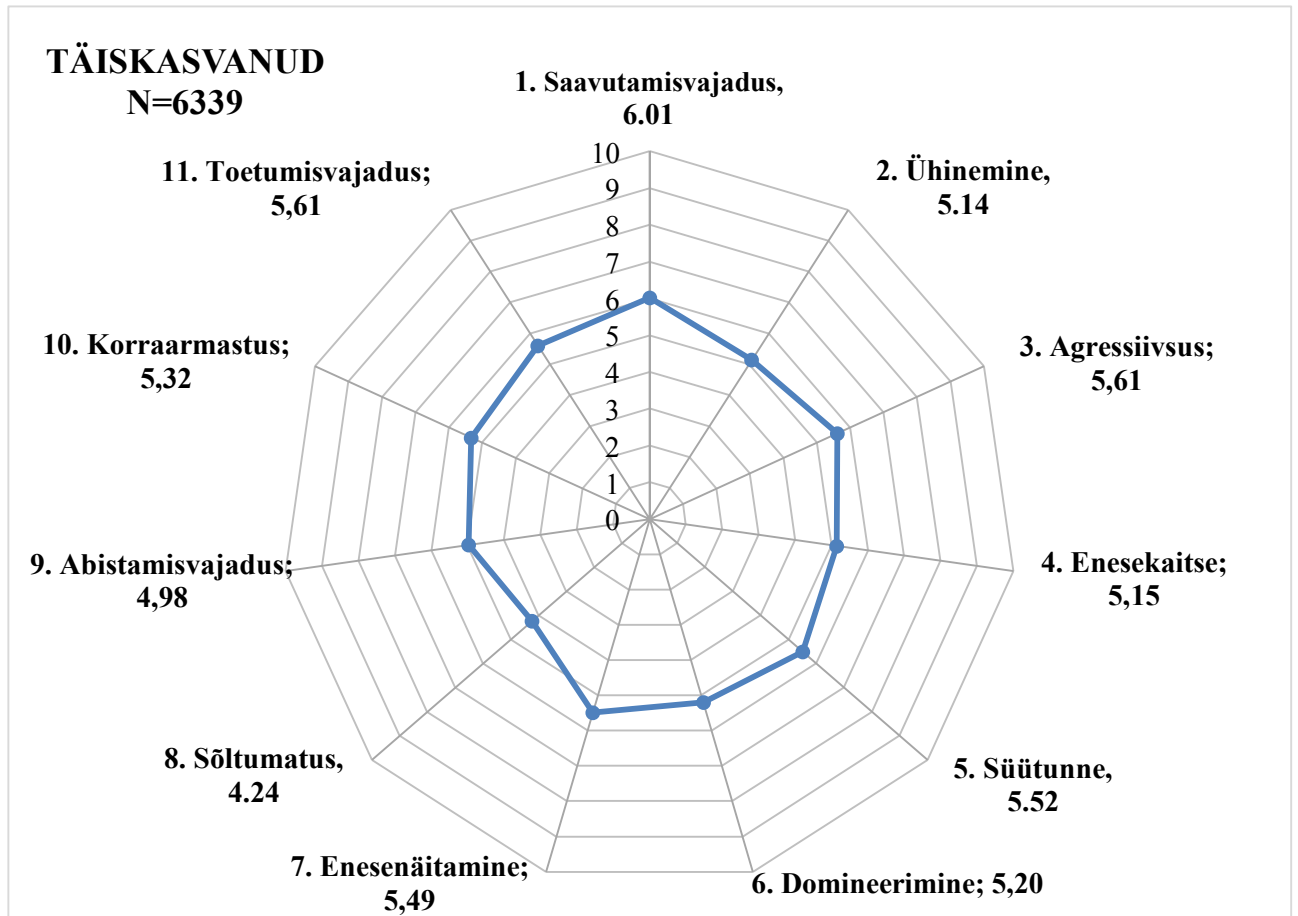 TÄISKASVANUD
N=6339
1. Saavutamisvajadus,
6.01
2. Ühinemine,
5.14
3. Agressiivsus;
5,61
4. Enesekaitse;
5,15
5. Süütunne,
5.52
6. Domineerimine; 5,20
7. Enesenäitamine;
5,49
8. Sõltumatus,
4.24
9. Abistamisvajadus;
4,98
10. Korraarmastus;
5,32
11. Toetumisvajadus;
5,61
10
9
8
7
6
5
4
3
2
1
0